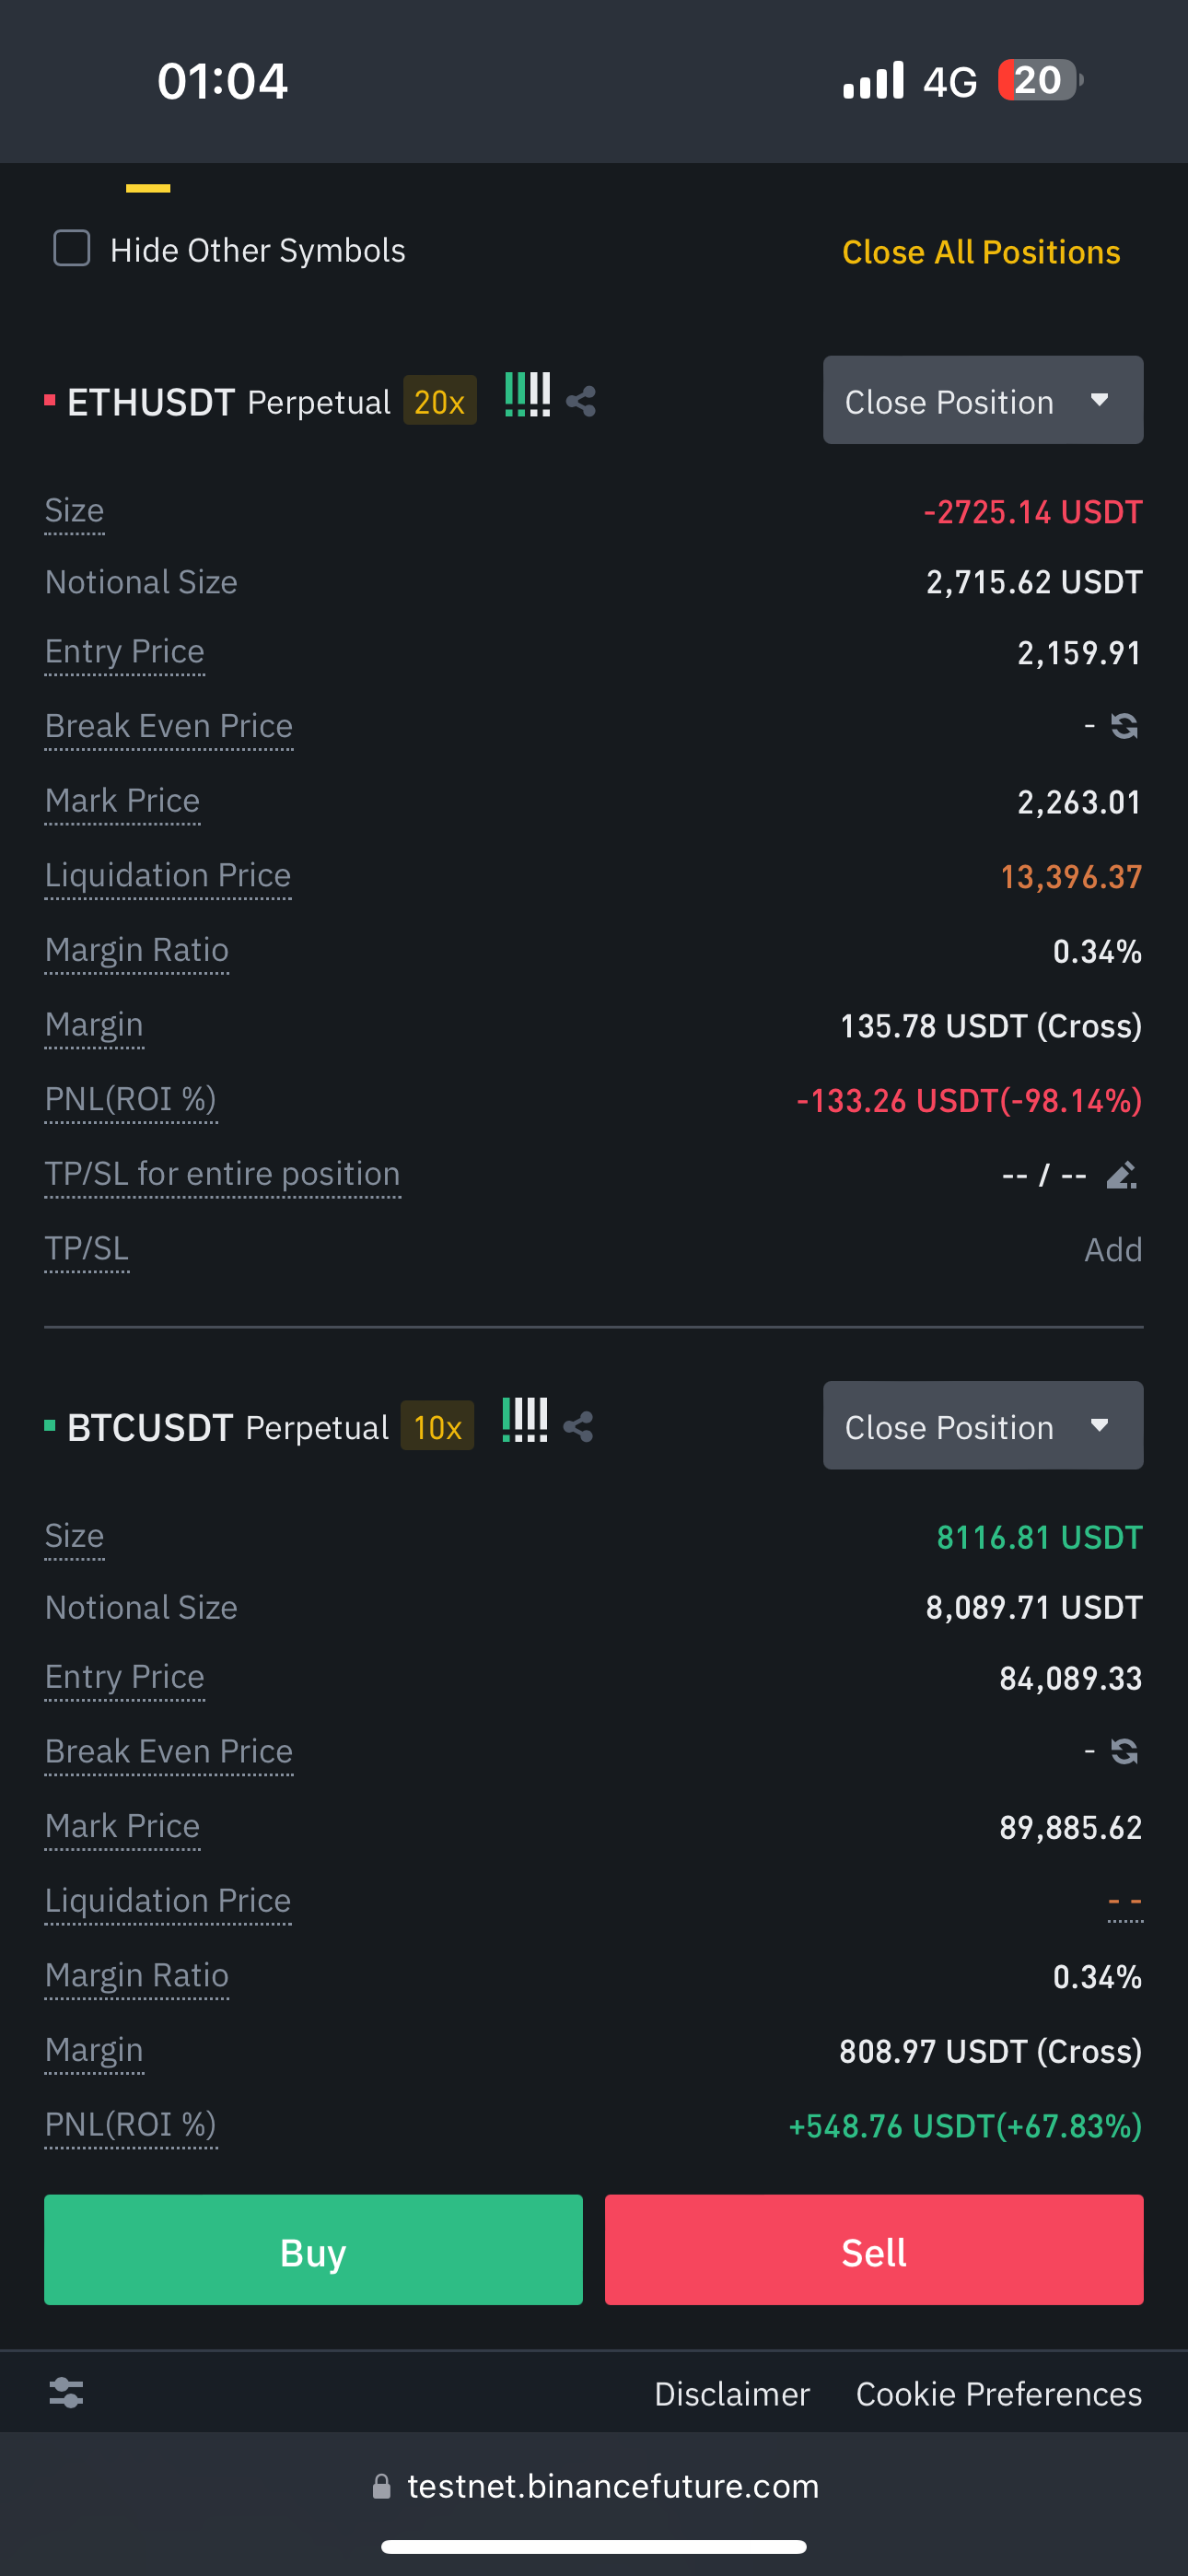 01:04 4G 20
Hide Other Symbols Close All Positions
ETHUSDT Perpetual 20x Close Position
Size -2725.14 USDT
Notional Size 2,715.62 USDT
Entry Price 2,159.91
Break Even Price -
Mark Price 2,263.01
Liquidation Price 13,396.37
Margin Ratio 0.34%
Margin 135.78 USDT (Cross)
PNL(ROI %) -133.26 USDT(-98.14%)
TP/SL for entire position -- / --
TP/SL Add
BTCUSDT Perpetual 10x Close Position
Size 8116.81 USDT
Notional Size 8,089.71 USDT
Entry Price 84,089.33
Break Even Price -
Mark Price 89,885.62
Liquidation Price - -
Margin Ratio 0.34%
Margin 808.97 USDT (Cross)
PNL(ROI %) +548.76 USDT(+67.83%)
Buy Sell
Disclaimer Cookie Preferences
testnet.binancefuture.com